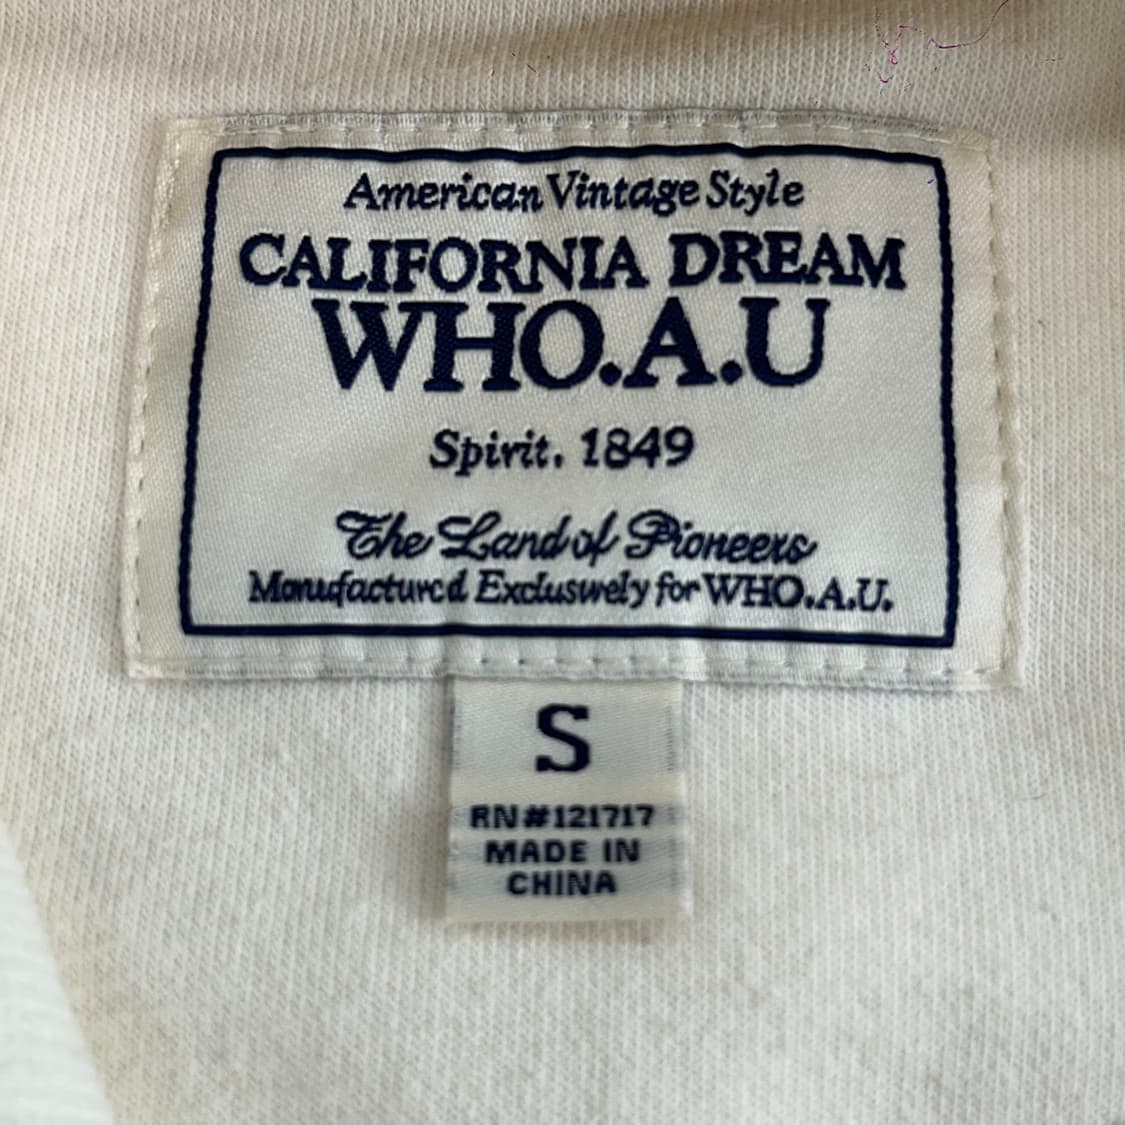 American Vintage Style
CALIFORNIA DREAM
WHO.A.U
Spirit. 1849
The Land of Pioneers
Manufactured Exclusively for WHO.A.U.
S
RN#121717
MADE IN
CHINA